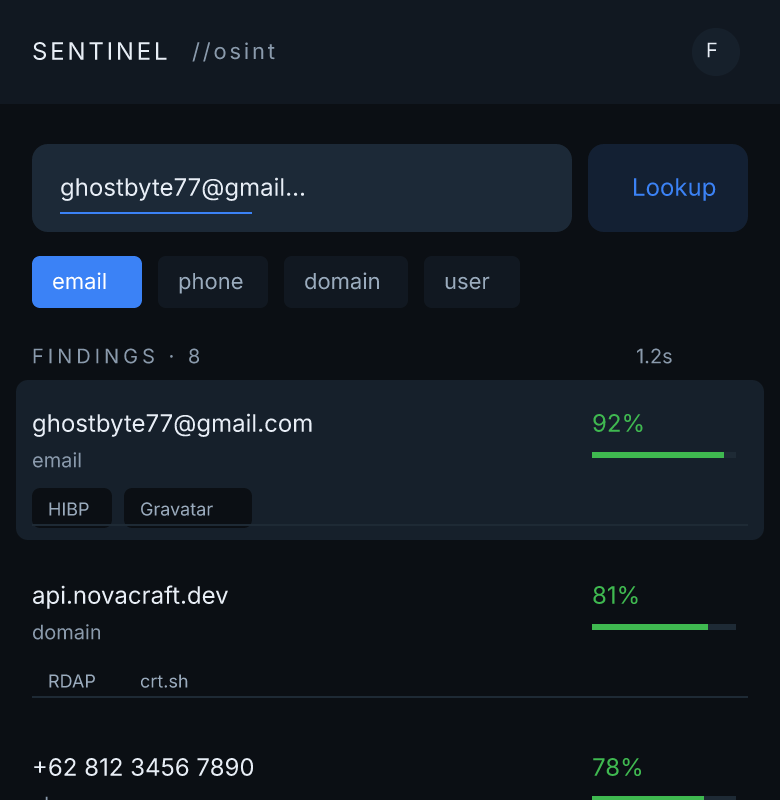 SENTINEL //osint F
ghostbyte77@gmail... Lookup
email phone domain user
FINDINGS · 8 1.2s
ghostbyte77@gmail.com 92%
email
HIBP Gravatar
api.novacraft.dev 81%
domain
RDAP crt.sh
+62 812 3456 7890 78%